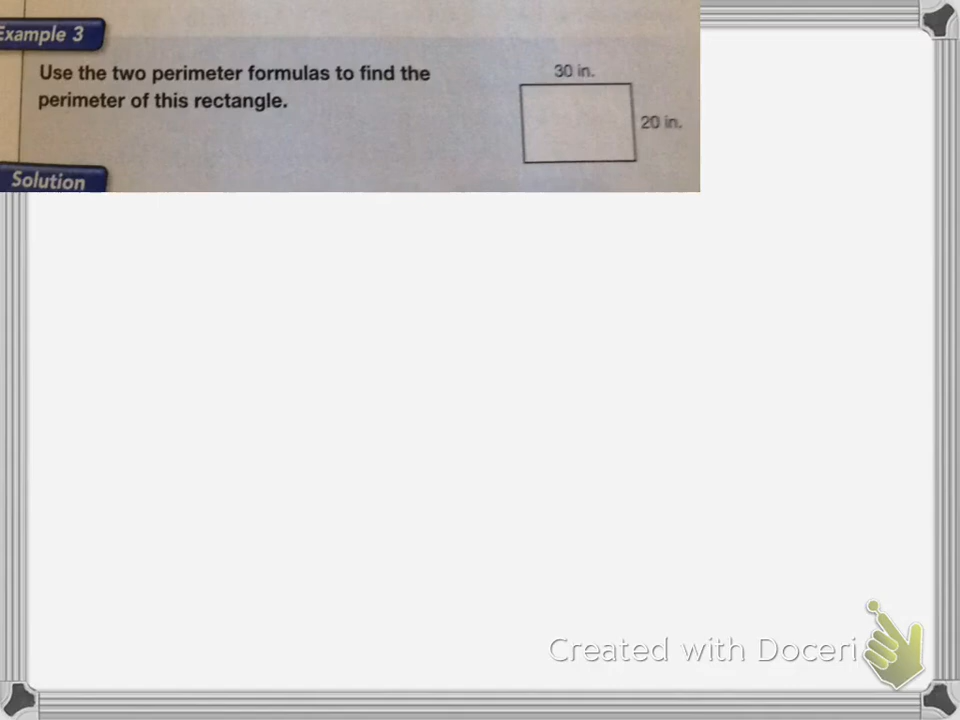 Example 3
Use the two perimeter formulas to find the
perimeter of this rectangle.
30 in.
20 in.
Solution
Created with Doceri